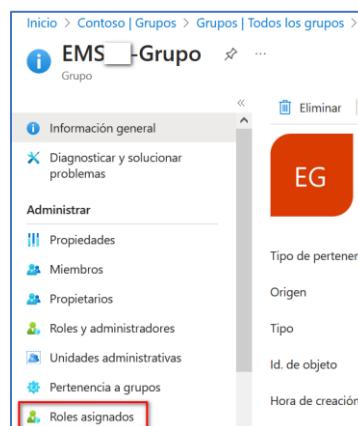 Inicio > Contoso | Grupos > Grupos | Todos los grupos >
EMS -Grupo
Grupo
Información general
Diagnosticar y solucionar
problemas
Administrar
Propiedades
Miembros
Propietarios
Roles y administradores
Unidades administrativas
Pertenencia a grupos
Roles asignados
Eliminar
EG
Tipo de pertener
Origen
Tipo
Id. de objeto
Hora de creación